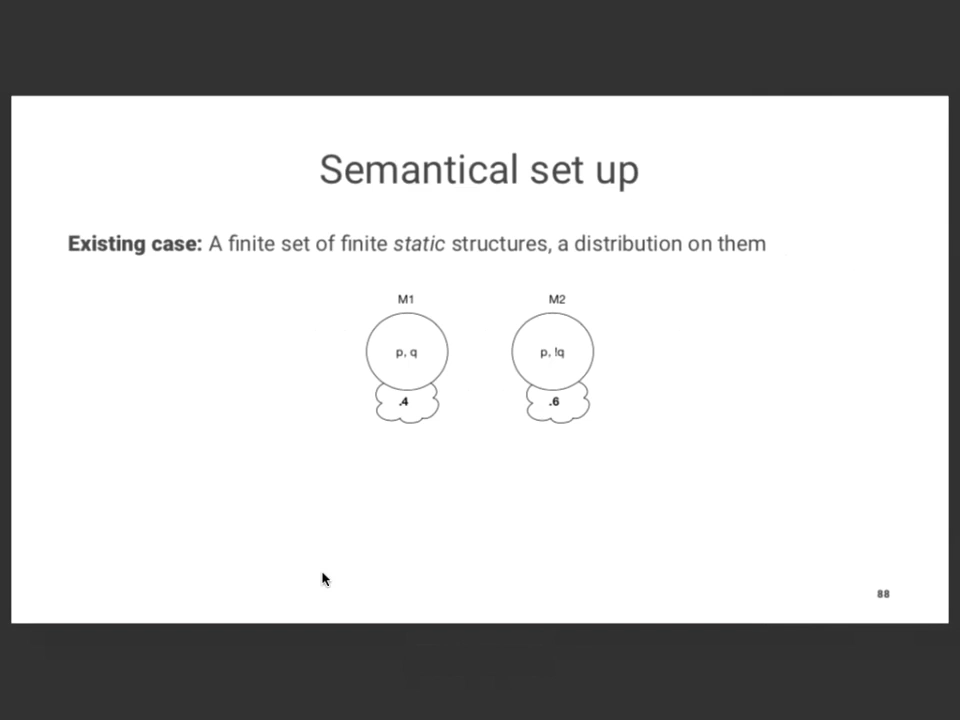 Semantical set up
Existing case: A finite set of finite static structures, a distribution on them
M1 M2
p, q p, !q
.4 .6
88